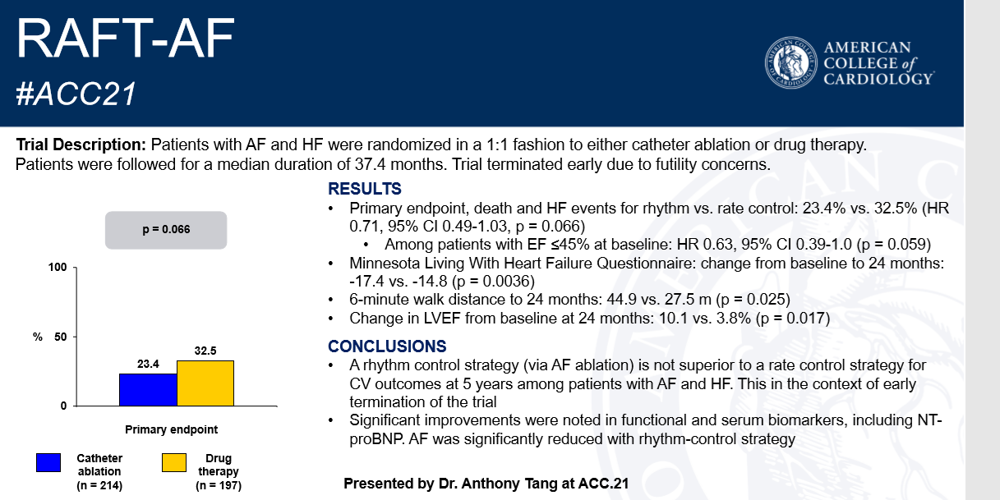 RAFT-AF
#ACC21
AMERICAN
COLLEGE of
CARDIOLOGY
Trial Description: Patients with AF and HF were randomized in a 1:1 fashion to either catheter ablation or drug therapy.
Patients were followed for a median duration of 37.4 months. Trial terminated early due to futility concerns.
p = 0.066
100
% 50
0
23.4
32.5
Primary endpoint
Catheter
ablation
(n = 214)
Drug
therapy
(n = 197)
RESULTS
• Primary endpoint, death and HF events for rhythm vs. rate control: 23.4% vs. 32.5% (HR
0.71, 95% CI 0.49-1.03, p = 0.066)
• Among patients with EF ≤45% at baseline: HR 0.63, 95% CI 0.39-1.0 (p = 0.059)
• Minnesota Living With Heart Failure Questionnaire: change from baseline to 24 months:
-17.4 vs. -14.8 (p = 0.0036)
• 6-minute walk distance to 24 months: 44.9 vs. 27.5 m (p = 0.025)
• Change in LVEF from baseline at 24 months: 10.1 vs. 3.8% (p = 0.017)
CONCLUSIONS
• A rhythm control strategy (via AF ablation) is not superior to a rate control strategy for
CV outcomes at 5 years among patients with AF and HF. This in the context of early
termination of the trial
• Significant improvements were noted in functional and serum biomarkers, including NT-
proBNP. AF was significantly reduced with rhythm-control strategy
Presented by Dr. Anthony Tang at ACC.21